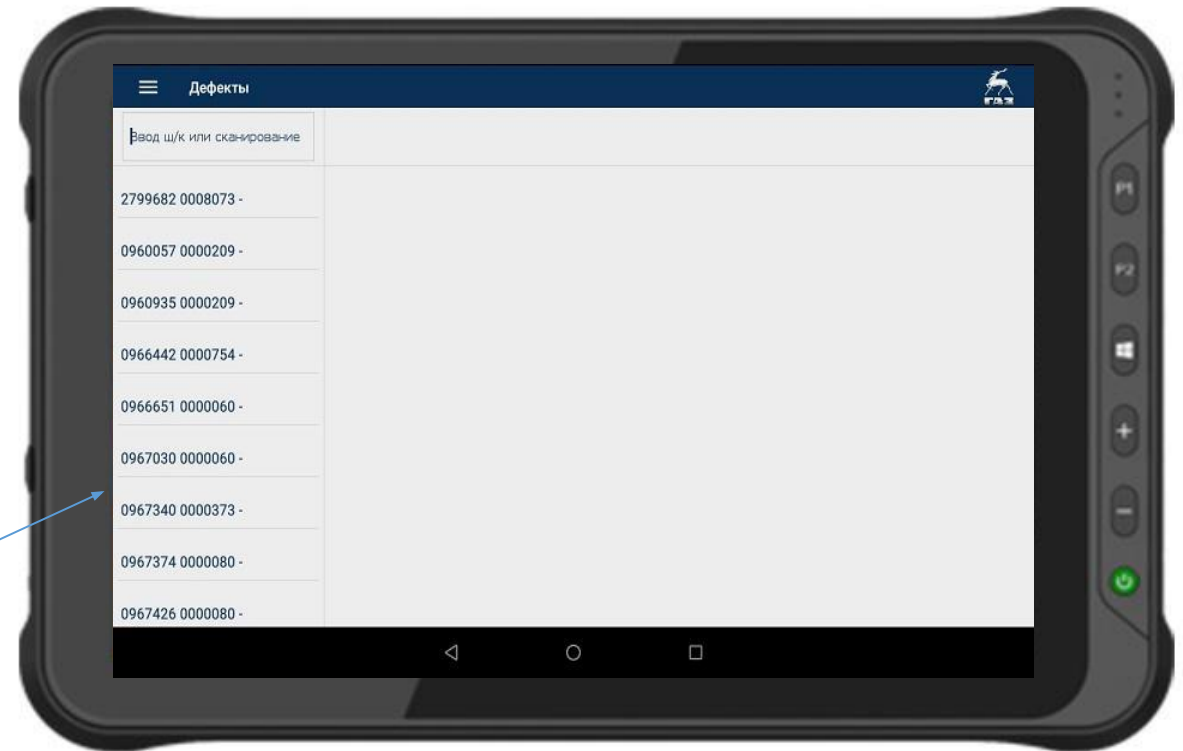 Дефекты
ГАЗ
Ввод ш/к или сканирование
2799682 0008073 -
0960057 0000209 -
0960935 0000209 -
0966442 0000754 -
0966651 0000060 -
0967030 0000060 -
0967340 0000373 -
0967374 0000080 -
0967426 0000080 -
P1
P2
+
-